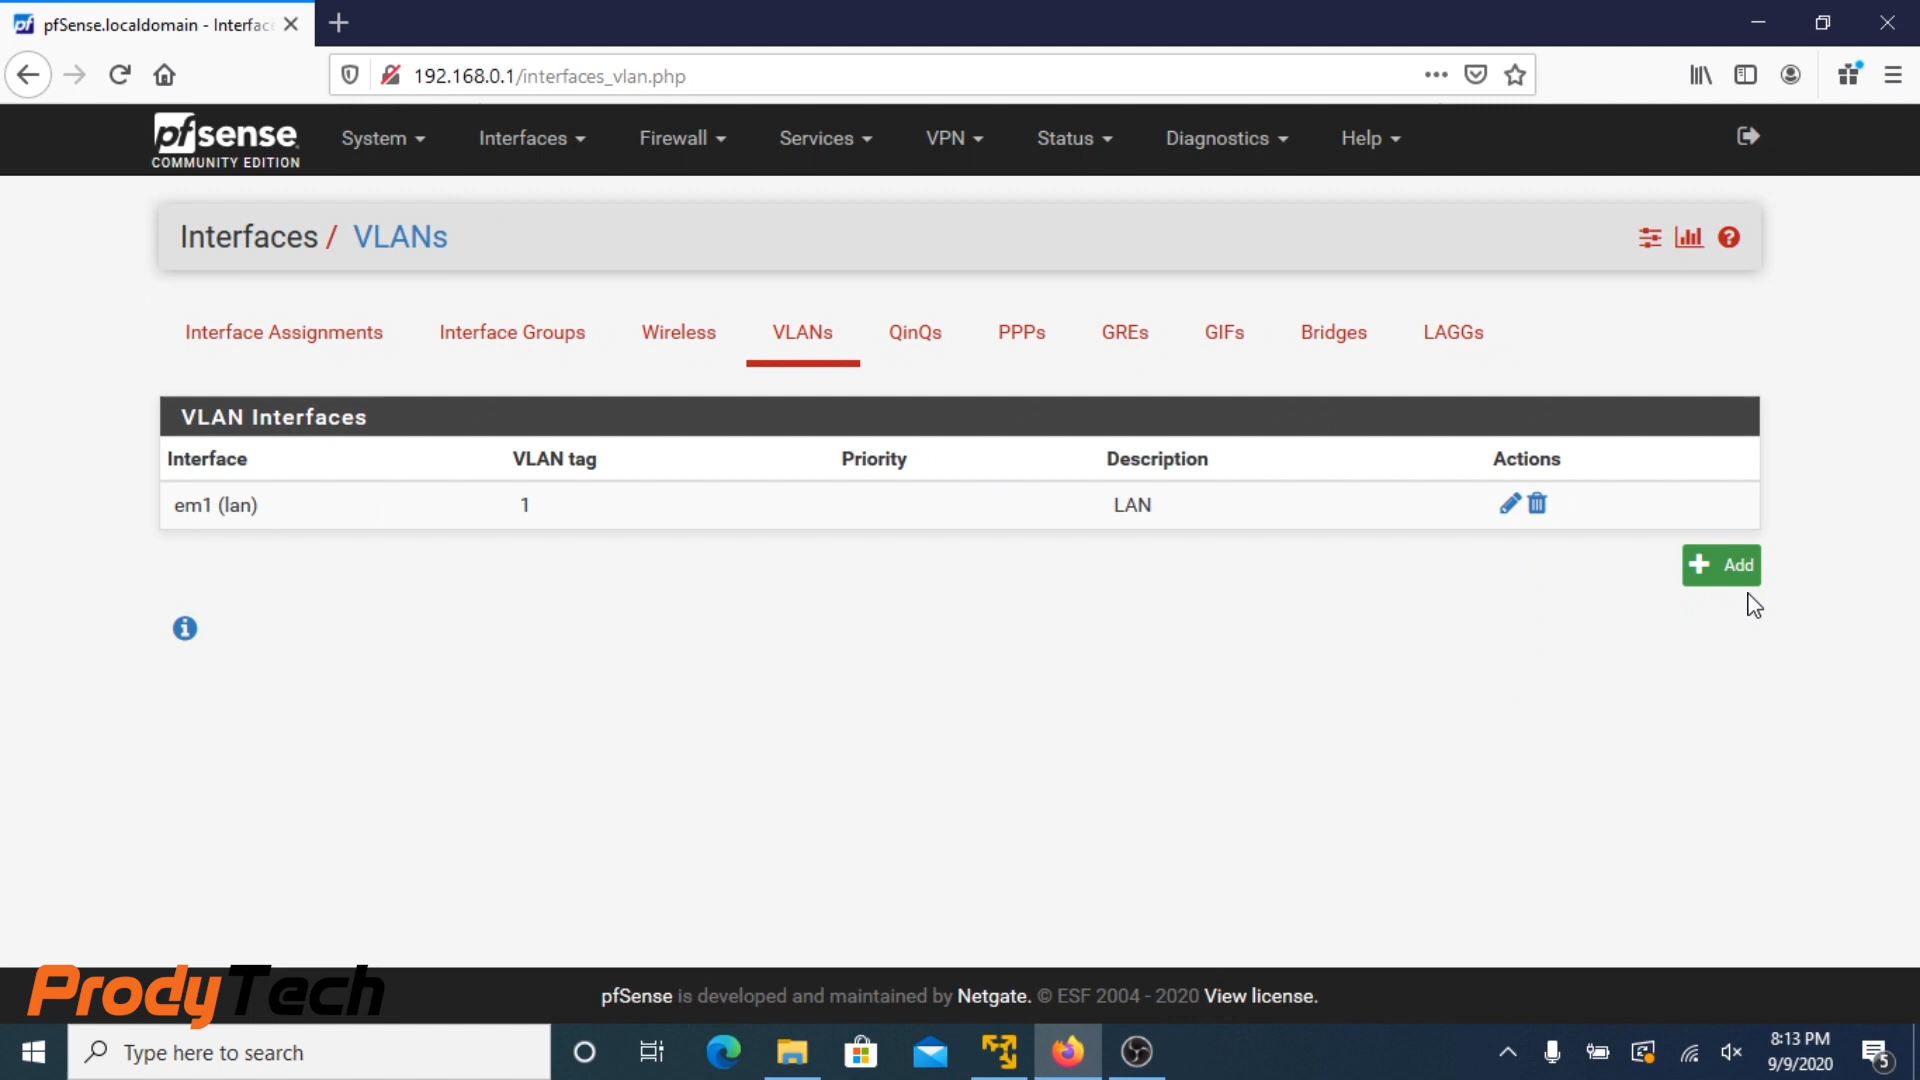 pfSense.localdomain - Interfac
192.168.0.1/interfaces_vlan.php
pfsense
COMMUNITY EDITION
System Interfaces Firewall Services VPN Status Diagnostics Help
Interfaces / VLANs
Interface Assignments Interface Groups Wireless VLANs QinQs PPPs GREs GIFs Bridges LAGGs
VLAN Interfaces
Interface VLAN tag Priority Description Actions
em1 (lan) 1 LAN
Add
ProdyTech
pfSense is developed and maintained by Netgate. © ESF 2004 - 2020 View license.
Type here to search
8:13 PM
9/9/2020
5